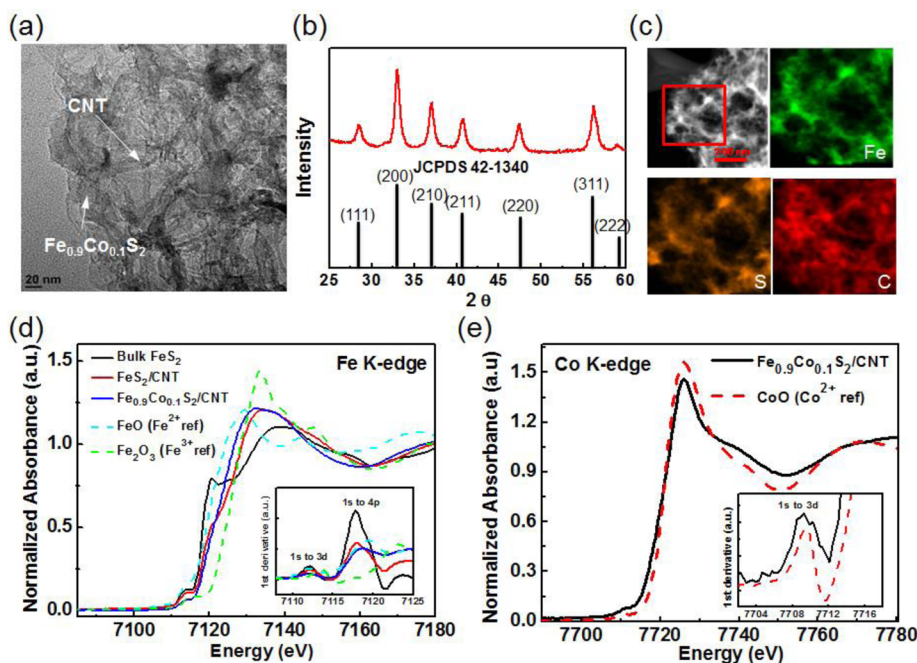 (a)
CNT
Fe0.9Co0.1S2
20 nm
(b)
Intensity
JCPDS 42-1340
(111)
(200)
(210)
(211)
(220)
(311)
(222)
25 30 35 40 45 50 55 60
2 θ
(c)
Fe
S
C
(d)
Normalized Absorbance (a.u.)
1.5
1.0
0.5
0.0
Bulk FeS2
FeS2/CNT
Fe0.9Co0.1S2/CNT
FeO (Fe2+ ref)
Fe2O3 (Fe3+ ref)
Fe K-edge
1st derivative (a.u.)
1s to 3d
1s to 4p
7110 7115 7120 7125
7100 7120 7140 7160 7180
Energy (eV)
(e)
Normalized Absorbance (a.u.)
1.5
1.2
0.9
0.6
0.3
0.0
Co K-edge
Fe0.9Co0.1S2/CNT
CoO (Co2+ ref)
1st derivative (a.u.)
1s to 3d
7704 7708 7712 7716
7700 7720 7740 7760 7780
Energy (eV)